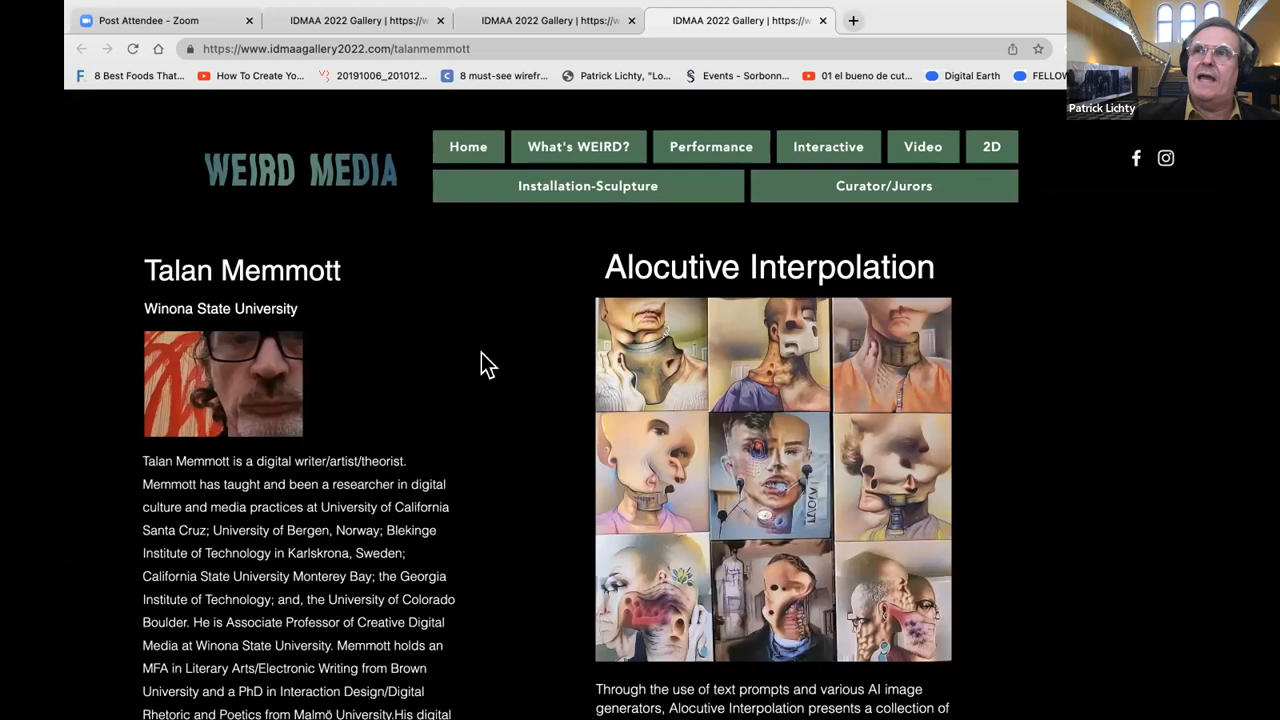 Post Attendee - Zoom
IDMAA 2022 Gallery | https://w
IDMAA 2022 Gallery | https://w
IDMAA 2022 Gallery | https://w
https://www.idmaagallery2022.com/talanmemmott
8 Best Foods That...
How To Create Yo...
20191006_201012...
8 must-see wirefr...
Patrick Lichty, "Lo...
Events - Sorbonn...
01 el bueno de cut...
Digital Earth
FELLOW
Patrick Lichty
WEIRD MEDIA
Home
What's WEIRD?
Performance
Interactive
Video
2D
Installation-Sculpture
Curator/Jurors
Talan Memmott
Winona State University
Talan Memmott is a digital writer/artist/theorist.
Memmott has taught and been a researcher in digital
culture and media practices at University of California
Santa Cruz; University of Bergen, Norway; Blekinge
Institute of Technology in Karlskrona, Sweden;
California State University Monterey Bay; the Georgia
Institute of Technology; and, the University of Colorado
Boulder. He is Associate Professor of Creative Digital
Media at Winona State University. Memmott holds an
MFA in Literary Arts/Electronic Writing from Brown
University and a PhD in Interaction Design/Digital
Rhetoric and Poetics from Malmö University.His digital
Alocutive Interpolation
Through the use of text prompts and various AI image
generators, Alocutive Interpolation presents a collection of